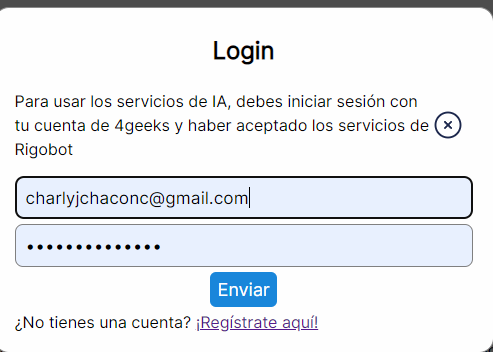 Login
Para usar los servicios de IA, debes iniciar sesión con
tu cuenta de 4geeks y haber aceptado los servicios de
Rigobot
charlyjchaconc@gmail.com
••••••••••••••
Enviar
¿No tienes una cuenta? ¡Regístrate aquí!